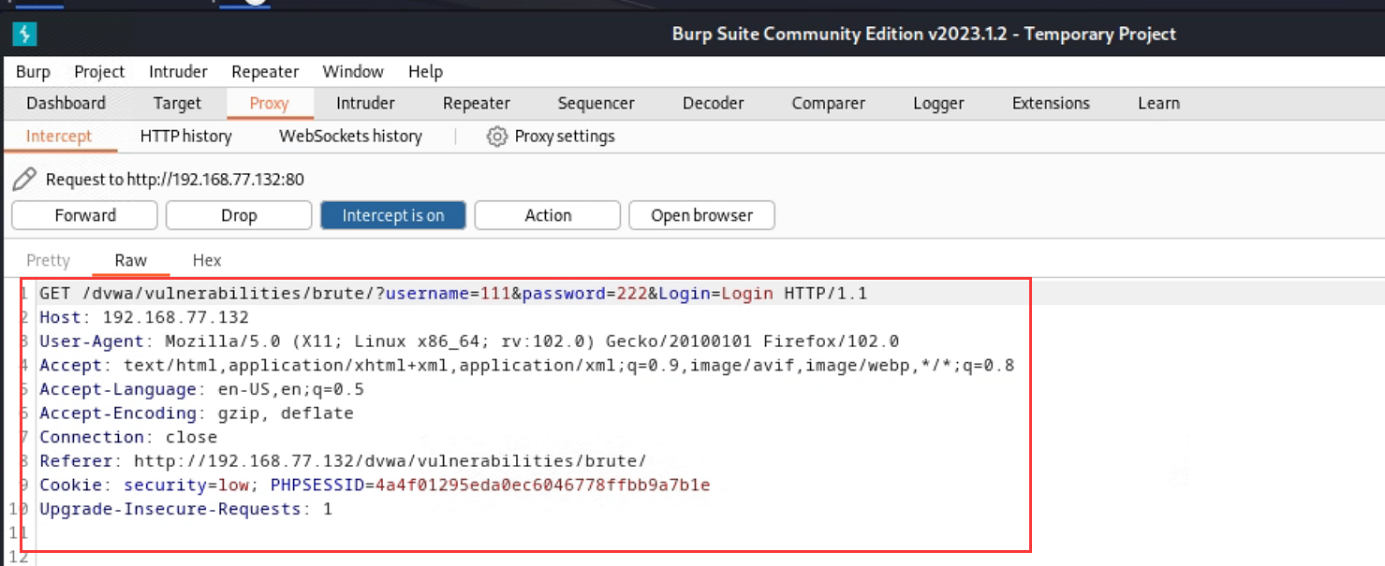 Burp Suite Community Edition v2023.1.2 - Temporary Project
Burp Project Intruder Repeater Window Help
Dashboard Target Proxy Intruder Repeater Sequencer Decoder Comparer Logger Extensions Learn
Intercept HTTP history WebSockets history Proxy settings
Request to http://192.168.77.132:80
Forward Drop Intercept is on Action Open browser
Pretty Raw Hex
1 GET /dvwa/vulnerabilities/brute/?username=111&password=222&Login=Login HTTP/1.1
2 Host: 192.168.77.132
3 User-Agent: Mozilla/5.0 (X11; Linux x86_64; rv:102.0) Gecko/20100101 Firefox/102.0
4 Accept: text/html,application/xhtml+xml,application/xml;q=0.9,image/avif,image/webp,*/*;q=0.8
5 Accept-Language: en-US,en;q=0.5
6 Accept-Encoding: gzip, deflate
7 Connection: close
8 Referer: http://192.168.77.132/dvwa/vulnerabilities/brute/
9 Cookie: security=low; PHPSESSID=4a4f01295eda0ec6046778ffbb9a7b1e
10 Upgrade-Insecure-Requests: 1
11
12